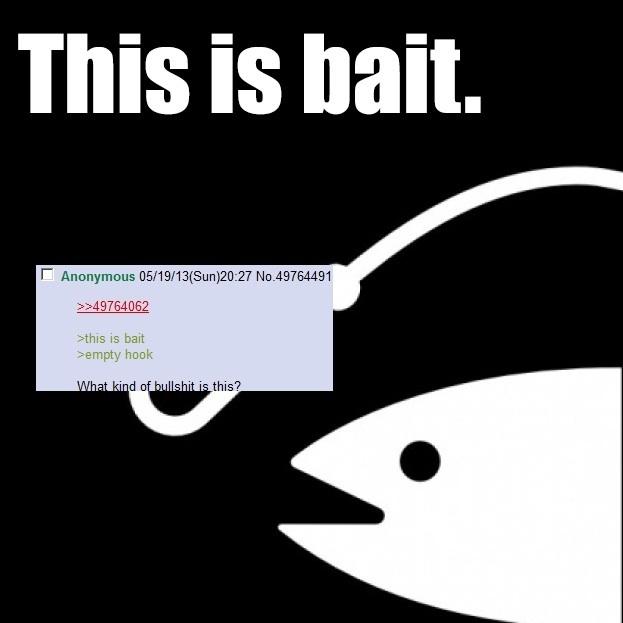 This is bait.
Anonymous 05/19/13(Sun)20:27 No.49764491
>>49764062
>this is bait
>empty hook
What kind of bullshit is this?